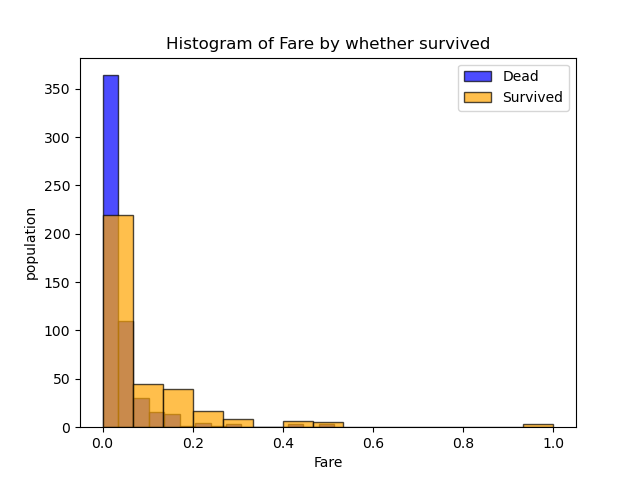 Histogram of Fare by whether survived
Dead
Survived
350
300
250
200
150
100
50
0
population
0.0 0.2 0.4 0.6 0.8 1.0
Fare